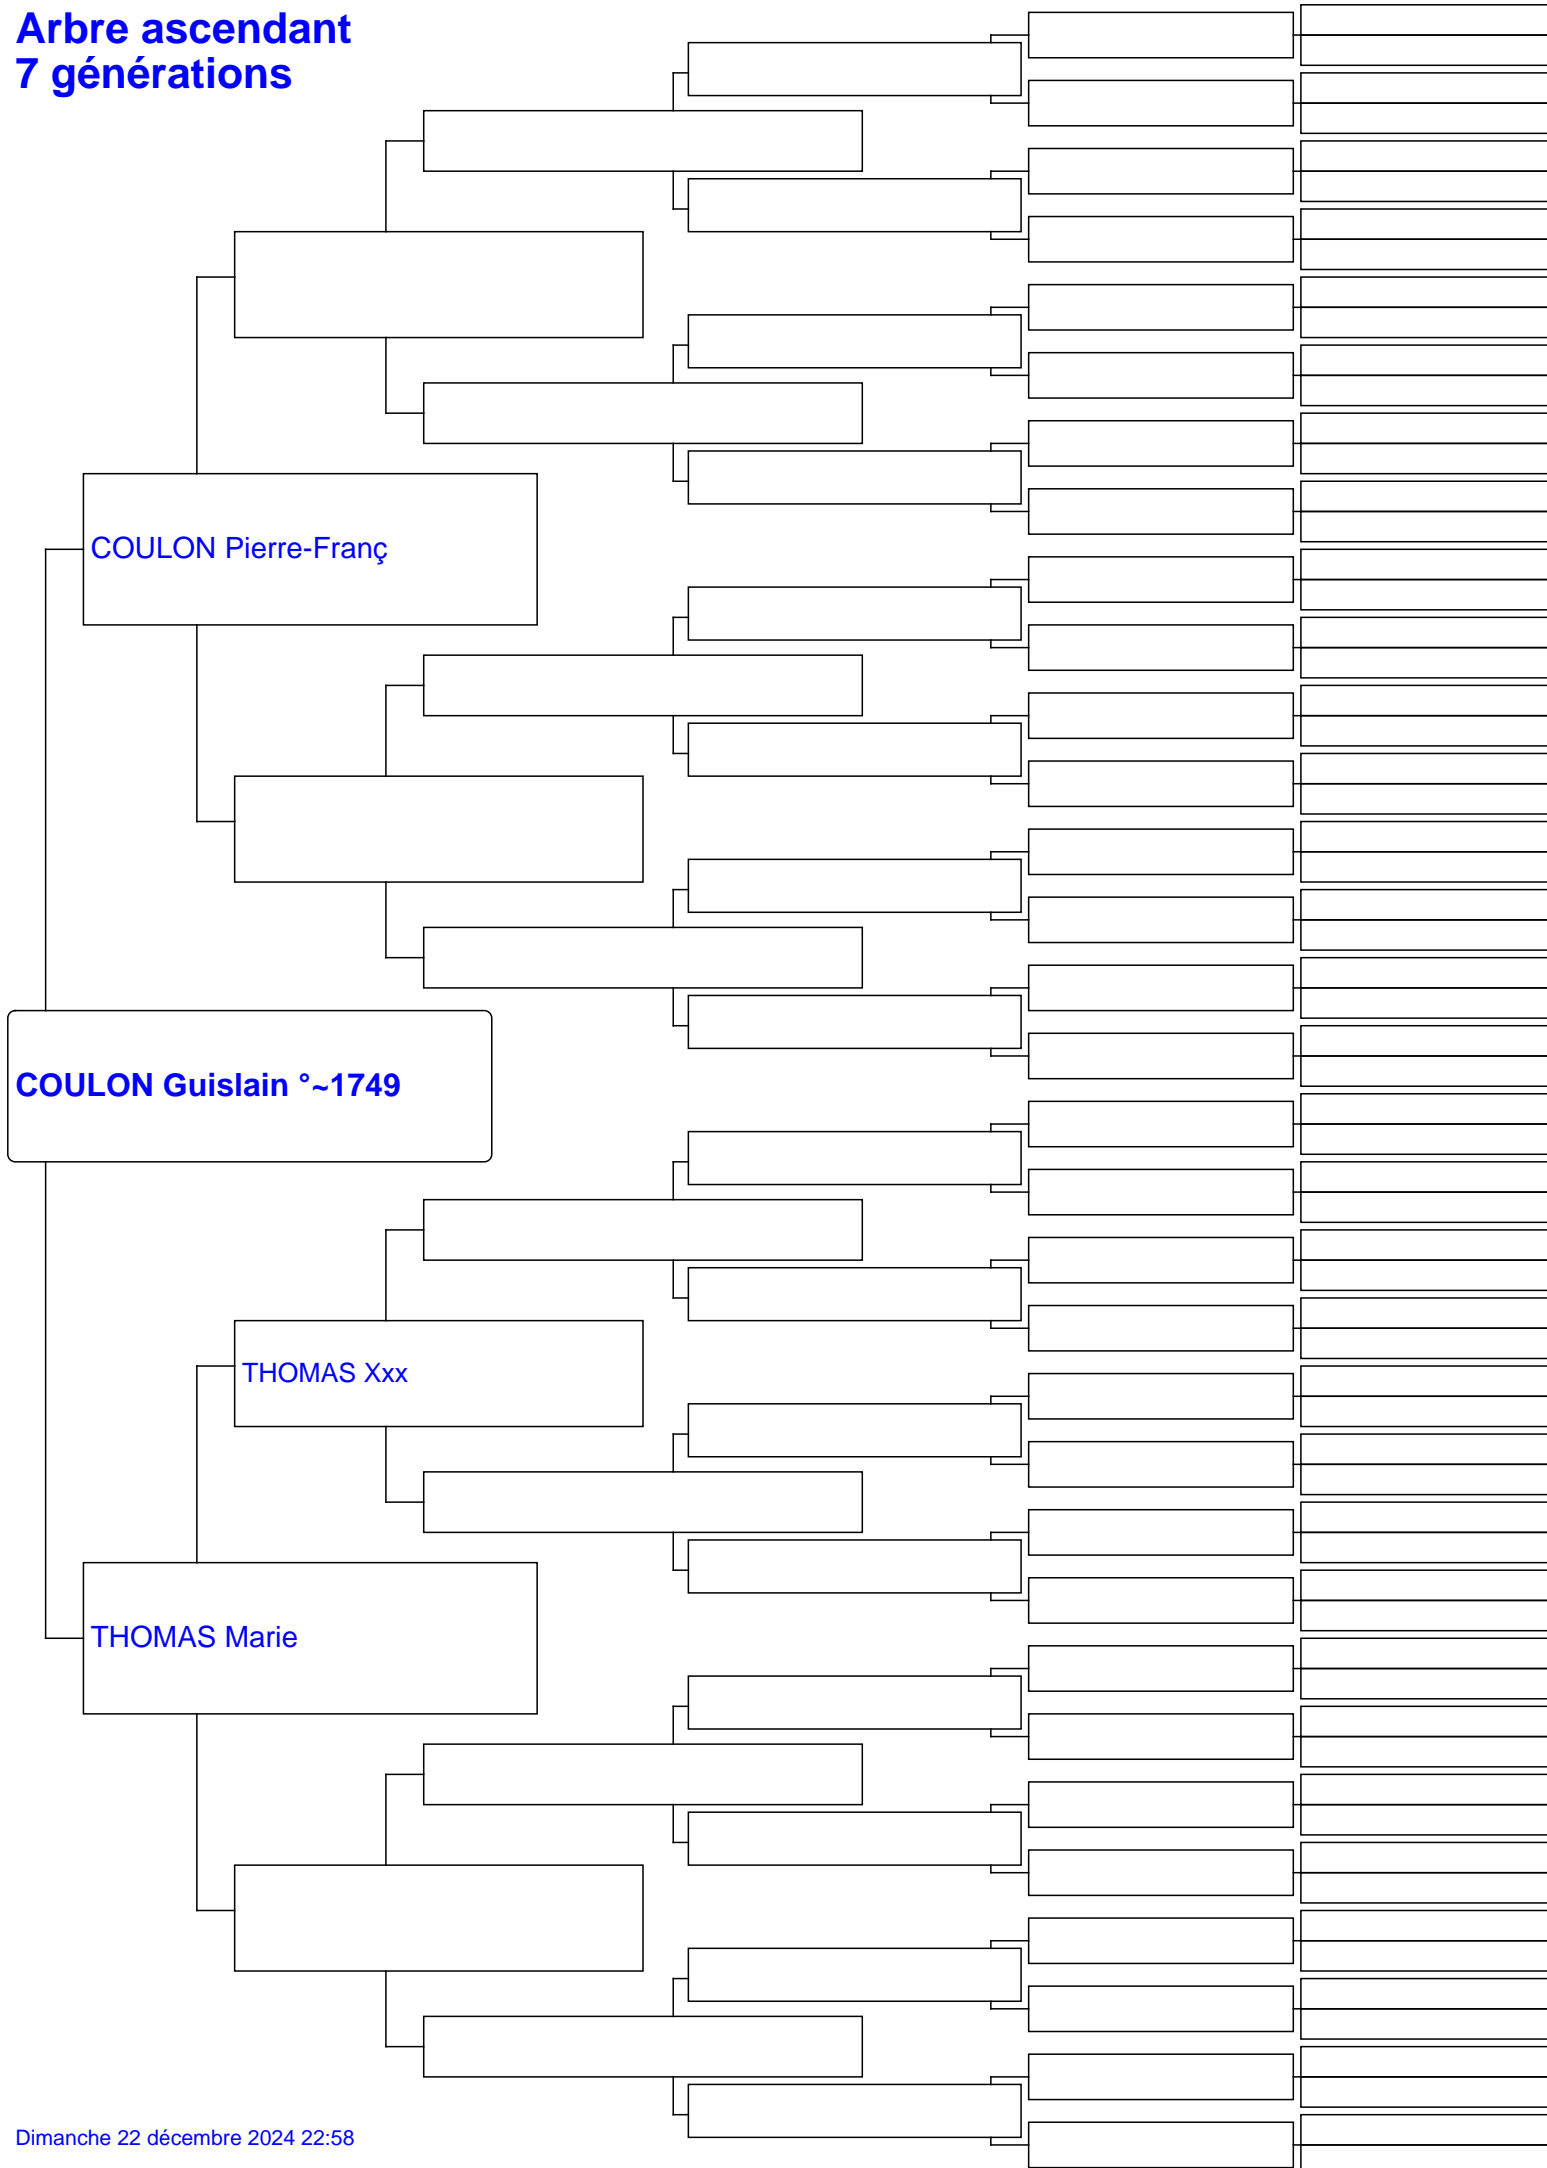 Arbre ascendant
7 générations
COULON Pierre-Franç
COULON Guislain °~1749
THOMAS Xxx
THOMAS Marie
Dimanche 22 décembre 2024 22:58